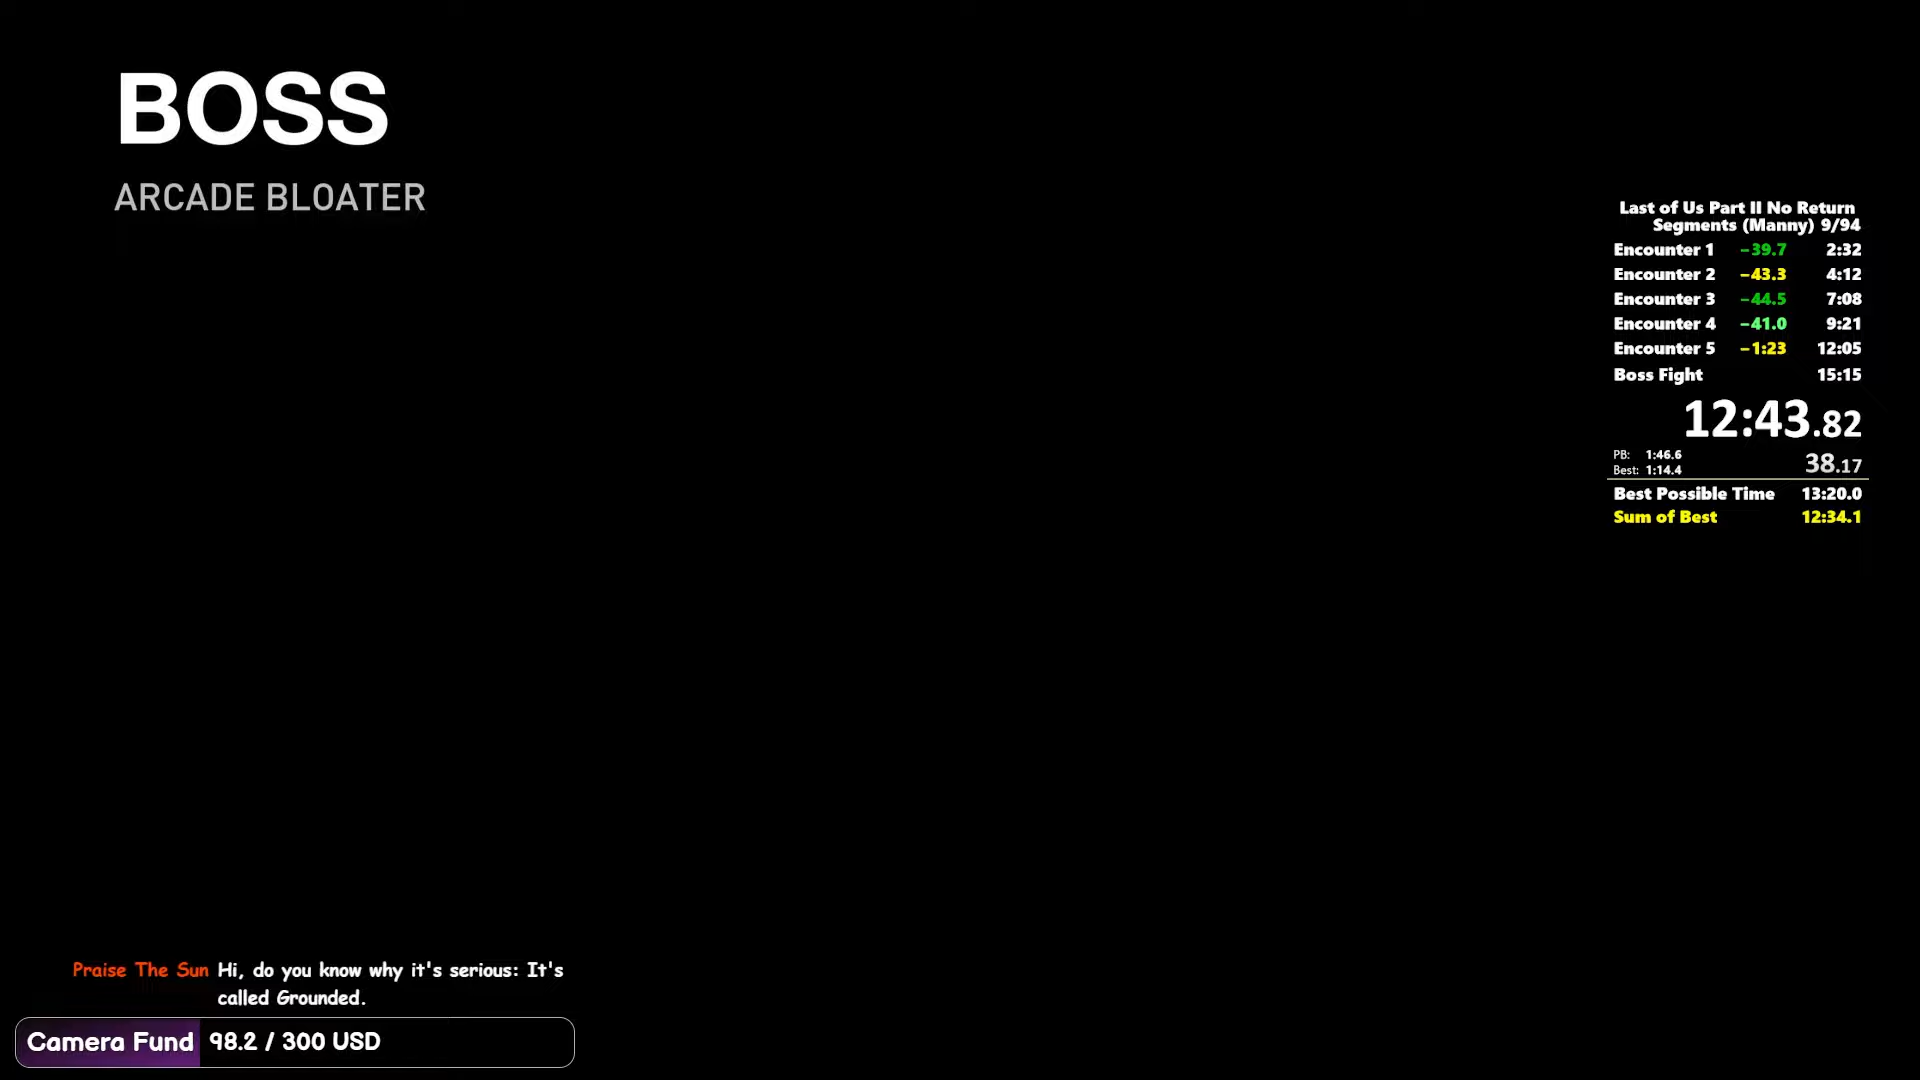 BOSS
ARCADE BLOATER
Last of Us Part II No Return
Segments (Manny) 9/94
Encounter 1 -39.7 2:32
Encounter 2 -43.3 4:12
Encounter 3 -44.5 7:08
Encounter 4 -41.0 9:21
Encounter 5 -1:23 12:05
Boss Fight 15:15
12:43.82
PB: 1:46.6
Best: 1:14.4
38.17
Best Possible Time 13:20.0
Sum of Best 12:34.1
Praise The Sun Hi, do you know why it's serious: It's
called Grounded.
Camera Fund 98.2 / 300 USD